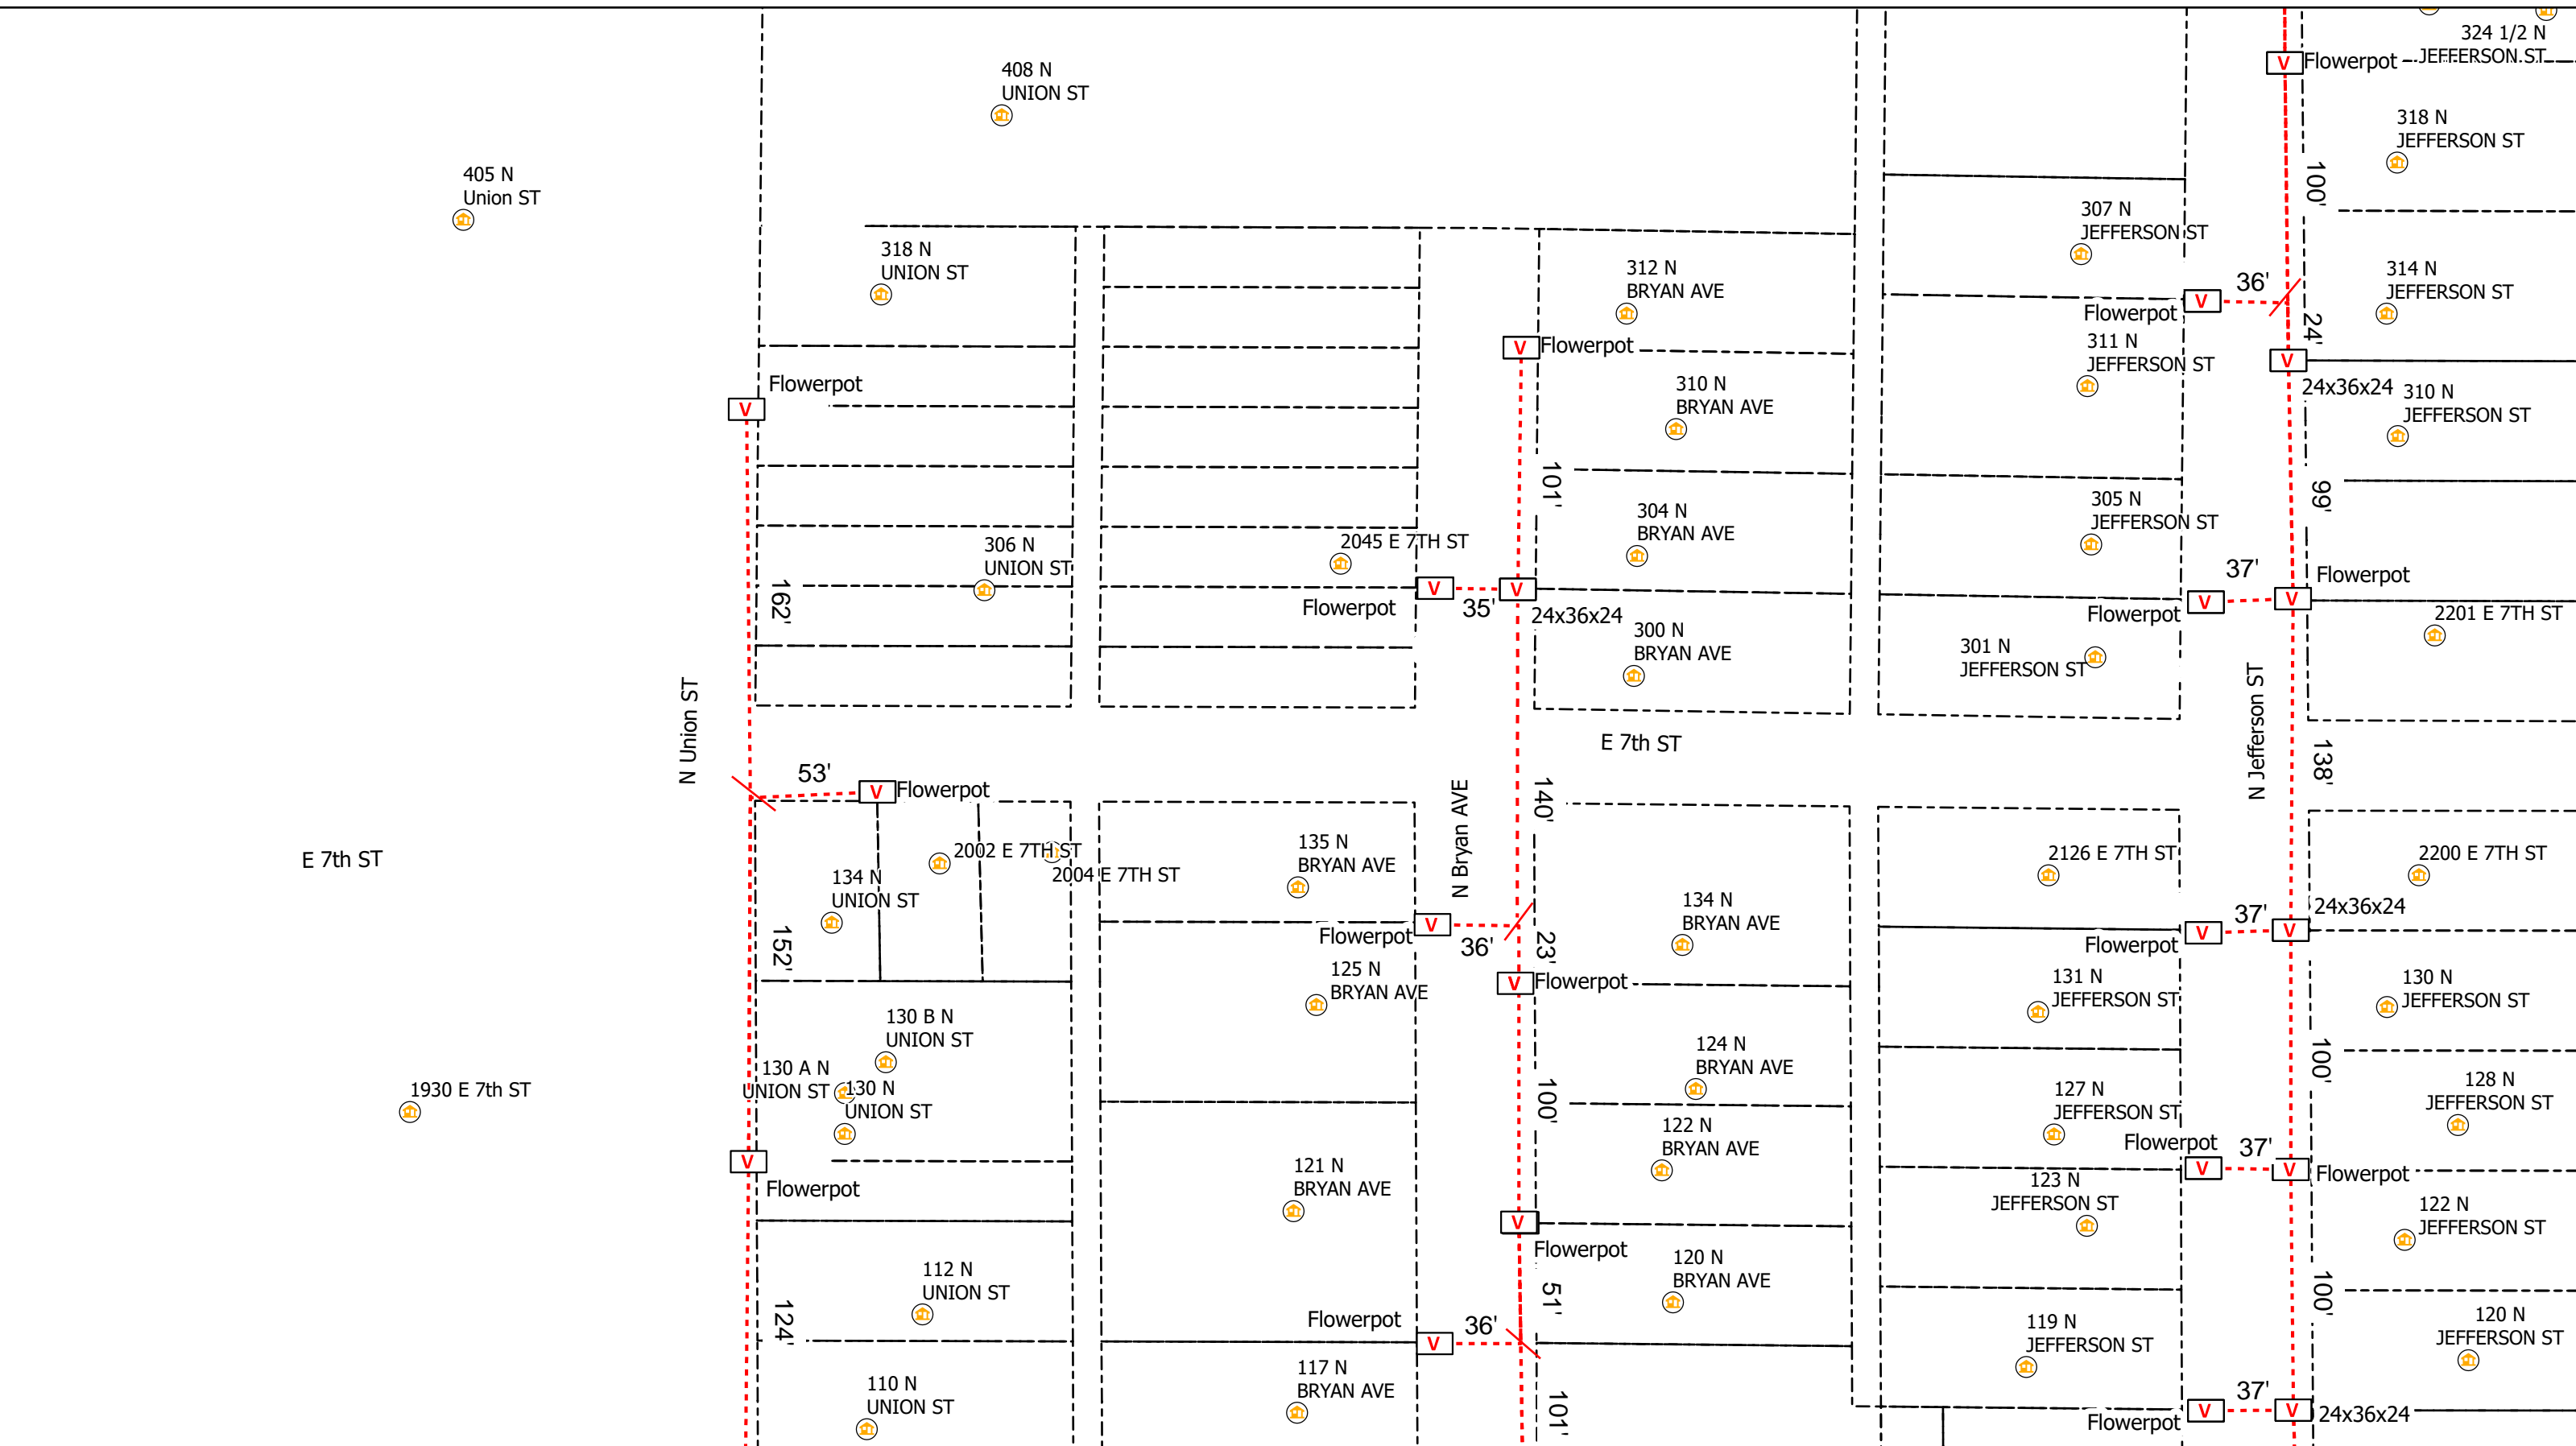 324 1/2 N
JEFFERSON ST
V
Flowerpot
408 N
UNION ST
318 N
JEFFERSON ST
405 N
Union ST
100'
307 N
JEFFERSON ST
318 N
UNION ST
312 N
BRYAN AVE
314 N
JEFFERSON ST
36'
V
Flowerpot
24'
V
Flowerpot
311 N
JEFFERSON ST
V
24x36x24
310 N
JEFFERSON ST
Flowerpot
V
310 N
BRYAN AVE
101'
99'
304 N
BRYAN AVE
305 N
JEFFERSON ST
306 N
UNION ST
2045 E 7TH ST
162'
V
35'
V
Flowerpot
24x36x24
37'
V
V
Flowerpot
Flowerpot
2201 E 7TH ST
300 N
BRYAN AVE
301 N
JEFFERSON ST
N Union ST
N Jefferson ST
E 7th ST
138'
53'
V
Flowerpot
140'
N Bryan AVE
E 7th ST
2002 E 7TH ST
2004 E 7TH ST
134 N
UNION ST
135 N
BRYAN AVE
2126 E 7TH ST
2200 E 7TH ST
134 N
BRYAN AVE
152'
V
Flowerpot
36'
23'
37'
V
V
24x36x24
Flowerpot
125 N
BRYAN AVE
V
Flowerpot
131 N
JEFFERSON ST
130 N
JEFFERSON ST
130 B N
UNION ST
124 N
BRYAN AVE
100'
100'
130 A N
UNION ST
130 N
UNION ST
1930 E 7th ST
127 N
JEFFERSON ST
128 N
JEFFERSON ST
122 N
BRYAN AVE
V
Flowerpot
Flowerpot
V
37'
V
Flowerpot
121 N
BRYAN AVE
123 N
JEFFERSON ST
122 N
JEFFERSON ST
V
Flowerpot
112 N
UNION ST
120 N
BRYAN AVE
51'
100'
124'
Flowerpot
V
36'
119 N
JEFFERSON ST
120 N
JEFFERSON ST
110 N
UNION ST
117 N
BRYAN AVE
101'
37'
V
V
Flowerpot
24x36x24